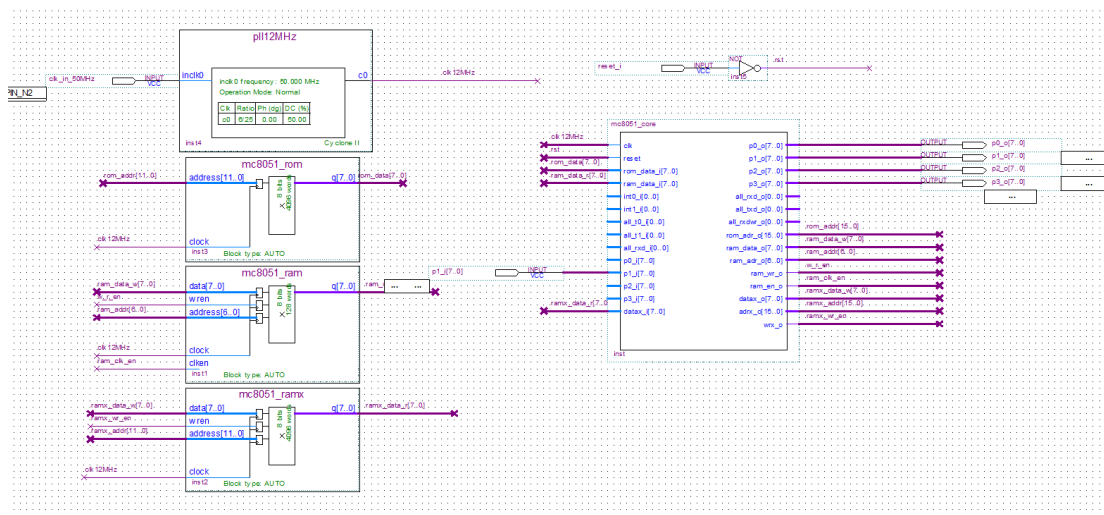 pll12MHz
clk_in_50MHz
INPUT
VCC
PIN_N2
inclk0
c0
inclk0 frequency: 50.000 MHz
Operation Mode: Normal
Clk Ratio Ph (dg) DC (%)
c0 6/25 0.00 50.00
inst4
Cyclone II
clk12MHz
reset_i
INPUT
VCC
NOT
inst5
rst
mc8051_rom
rom_addr[11..0]
address[11..0]
q[7..0]
rom_data[7..0]
8 bits
4096 words
clk12MHz
clock
inst3
Block type: AUTO
mc8051_ram
ram_data_w[7..0]
data[7..0]
q[7..0]
ram_
... ...
w_r_en
wren
ram_addr[6..0]
address[6..0]
8 bits
128 words
clk12MHz
clock
ram_clk_en
clken
inst1
Block type: AUTO
mc8051_ramx
ramx_data_w[7..0]
data[7..0]
q[7..0]
ramx_data_r[7..0]
ramx_wr_en
wren
ramx_addr[11..0]
address[11..0]
8 bits
4096 words
clk12MHz
clock
inst2
Block type: AUTO
mc8051_core
clk12MHz
clk
p0_o[7..0]
OUTPUT
p0_o[7..0]
rst
reset
p1_o[7..0]
OUTPUT
p1_o[7..0]
...
rom_data[7..0]
rom_data_i[7..0]
p2_o[7..0]
OUTPUT
p2_o[7..0]
ram_data_r[7..0]
ram_data_i[7..0]
p3_o[7..0]
OUTPUT
p3_o[7..0]
...
...
int0_i[0..0]
all_rxd_o[0..0]
int1_i[0..0]
all_txd_o[0..0]
all_t0_i[0..0]
all_rxdwr_o[0..0]
all_t1_i[0..0]
rom_adr_o[15..0]
rom_addr[15..0]
all_rxd_i[0..0]
ram_data_o[7..0]
ram_data_w[7..0]
p0_i[7..0]
ram_adr_o[6..0]
ram_addr[6..0]
p1_i[7..0]
INPUT
VCC
p1_i[7..0]
ram_wr_o
w_r_en
p2_i[7..0]
ram_en_o
ram_clk_en
p3_i[7..0]
datax_o[7..0]
ramx_data_w[7..0]
ramx_data_r[7..0]
datax_i[7..0]
adrx_o[15..0]
ramx_addr[15..0]
wrx_o
ramx_wr_en
inst